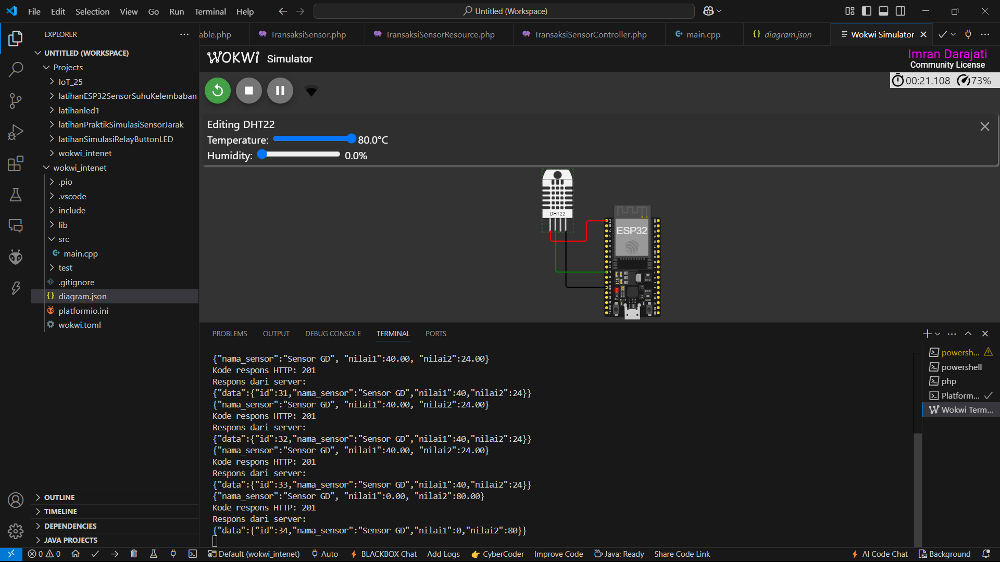 File Edit Selection View Go Run Terminal Help
Untitled (Workspace)
EXPLORER
UNTITLED (WORKSPACE)
Projects
IoT_25
latihanESP32SensorSuhuKelembaban
latihanled1
latihanPraktikSimulasiSensorJarak
latihanSimulasiRelayButtonLED
wokwi_intenet
wokwi_intenet
.pio
.vscode
include
lib
src
main.cpp
test
.gitignore
diagram.json
platformio.ini
wokwi.toml
OUTLINE
TIMELINE
DEPENDENCIES
JAVA PROJECTS
able.php TransaksiSensor.php TransaksiSensorResource.php TransaksiSensorController.php main.cpp diagram.json Wokwi Simulator
WOKWi Simulator
Imran Darajati
Community License
00:21.108 73%
Editing DHT22
Temperature: 80.0°C
Humidity: 0.0%
DHT22
ESP32
PROBLEMS OUTPUT DEBUG CONSOLE TERMINAL PORTS
{"nama_sensor":"Sensor GD", "nilai1":40.00, "nilai2":24.00}
Kode respons HTTP: 201
Respons dari server:
{"data":{"id":31,"nama_sensor":"Sensor GD","nilai1":40,"nilai2":24}}
{"nama_sensor":"Sensor GD", "nilai1":40.00, "nilai2":24.00}
Kode respons HTTP: 201
Respons dari server:
{"data":{"id":32,"nama_sensor":"Sensor GD","nilai1":40,"nilai2":24}}
{"nama_sensor":"Sensor GD", "nilai1":40.00, "nilai2":24.00}
Kode respons HTTP: 201
Respons dari server:
{"data":{"id":33,"nama_sensor":"Sensor GD","nilai1":40,"nilai2":24}}
{"nama_sensor":"Sensor GD", "nilai1":0.00, "nilai2":80.00}
Kode respons HTTP: 201
Respons dari server:
{"data":{"id":34,"nama_sensor":"Sensor GD","nilai1":0,"nilai2":80}}
powersh...
powershell
php
Platform...
Wokwi Term...
0 0 Default (wokwi_intenet) Auto BLACKBOX Chat Add Logs CyberCoder Improve Code Java: Ready Share Code Link AI Code Chat Background